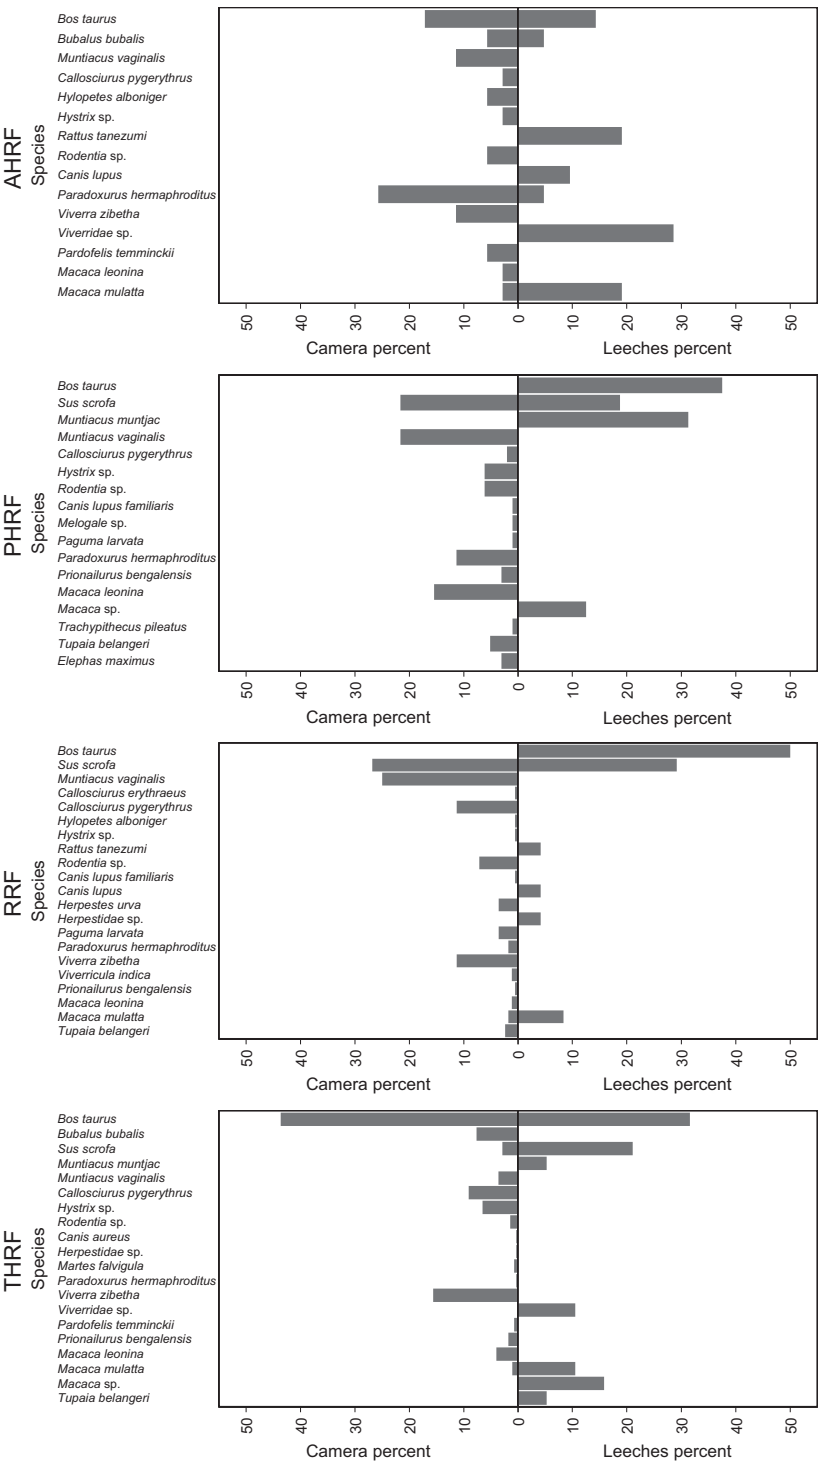 AHRF
Species
Bos taurus
Bubalus bubalis
Muntiacus vaginalis
Callosciurus pygerythrus
Hylopetes alboniger
Hystrix sp.
Rattus tanezumi
Rodentia sp.
Canis lupus
Paradoxurus hermaphroditus
Viverra zibetha
Viverridae sp.
Pardofelis temminckii
Macaca leonina
Macaca mulatta
50 40 30 20 10 0 10 20 30 40 50
Camera percent Leeches percent
PHRF
Species
Bos taurus
Sus scrofa
Muntiacus muntjac
Muntiacus vaginalis
Callosciurus pygerythrus
Hystrix sp.
Rodentia sp.
Canis lupus familiaris
Melogale sp.
Paguma larvata
Paradoxurus hermaphroditus
Prionailurus bengalensis
Macaca leonina
Macaca sp.
Trachypithecus pileatus
Tupaia belangeri
Elephas maximus
50 40 30 20 10 0 10 20 30 40 50
Camera percent Leeches percent
RRF
Species
Bos taurus
Sus scrofa
Muntiacus vaginalis
Callosciurus erythraeus
Callosciurus pygerythrus
Hylopetes alboniger
Hystrix sp.
Rattus tanezumi
Rodentia sp.
Canis lupus familiaris
Canis lupus
Herpestes urva
Herpestidae sp.
Paguma larvata
Paradoxurus hermaphroditus
Viverra zibetha
Viverricula indica
Prionailurus bengalensis
Macaca leonina
Macaca mulatta
Tupaia belangeri
50 40 30 20 10 0 10 20 30 40 50
Camera percent Leeches percent
THRF
Species
Bos taurus
Bubalus bubalis
Sus scrofa
Muntiacus muntjac
Muntiacus vaginalis
Callosciurus pygerythrus
Hystrix sp.
Rodentia sp.
Canis aureus
Herpestidae sp.
Martes falvigula
Paradoxurus hermaphroditus
Viverra zibetha
Viverridae sp.
Pardofelis temminckii
Prionailurus bengalensis
Macaca leonina
Macaca mulatta
Macaca sp.
Tupaia belangeri
50 40 30 20 10 0 10 20 30 40 50
Camera percent Leeches percent